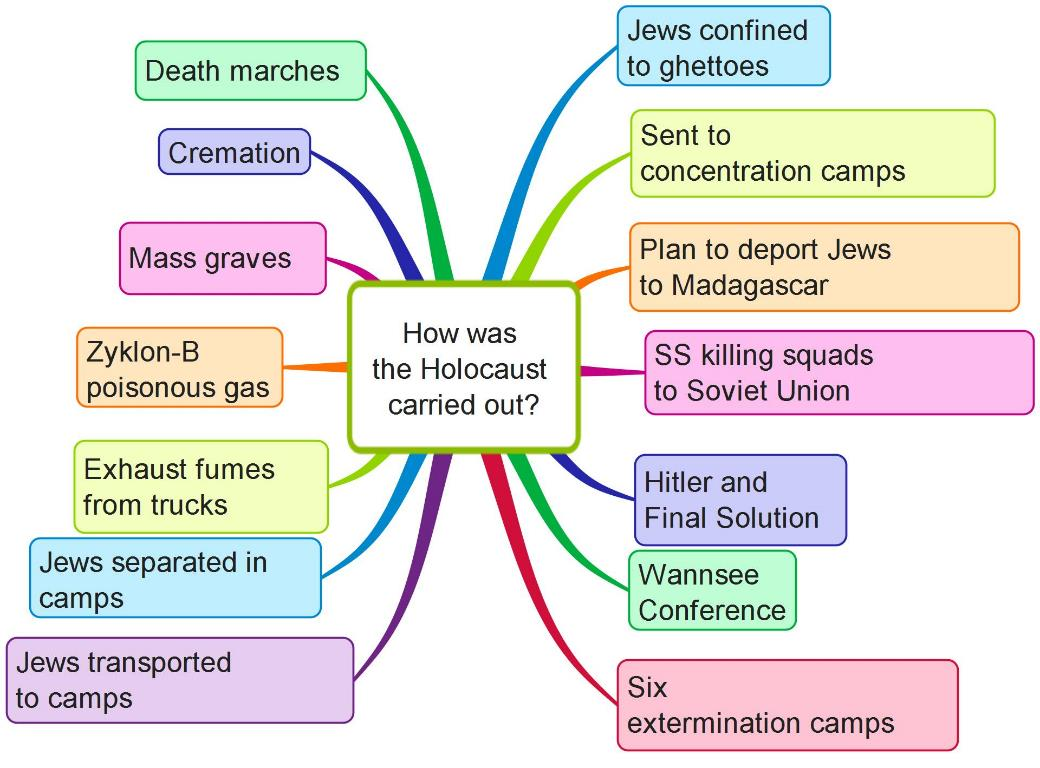 How was
the Holocaust
carried out?
Jews confined
to ghettoes
Sent to
concentration camps
Plan to deport Jews
to Madagascar
SS killing squads
to Soviet Union
Hitler and
Final Solution
Wannsee
Conference
Six
extermination camps
Jews transported
to camps
Jews separated in
camps
Exhaust fumes
from trucks
Zyklon-B
poisonous gas
Mass graves
Cremation
Death marches